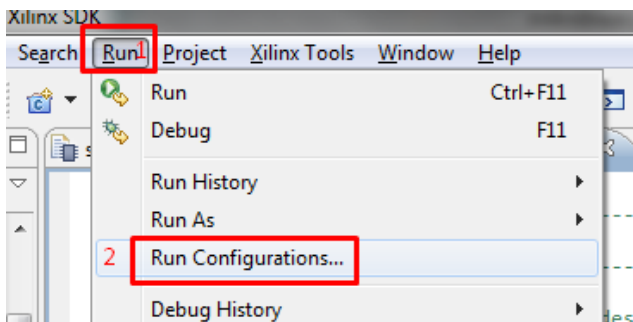 Xilinx SDK
Search Run 1 Project Xilinx Tools Window Help
Run Ctrl+F11
Debug F11
Run History
Run As
2 Run Configurations...
Debug History